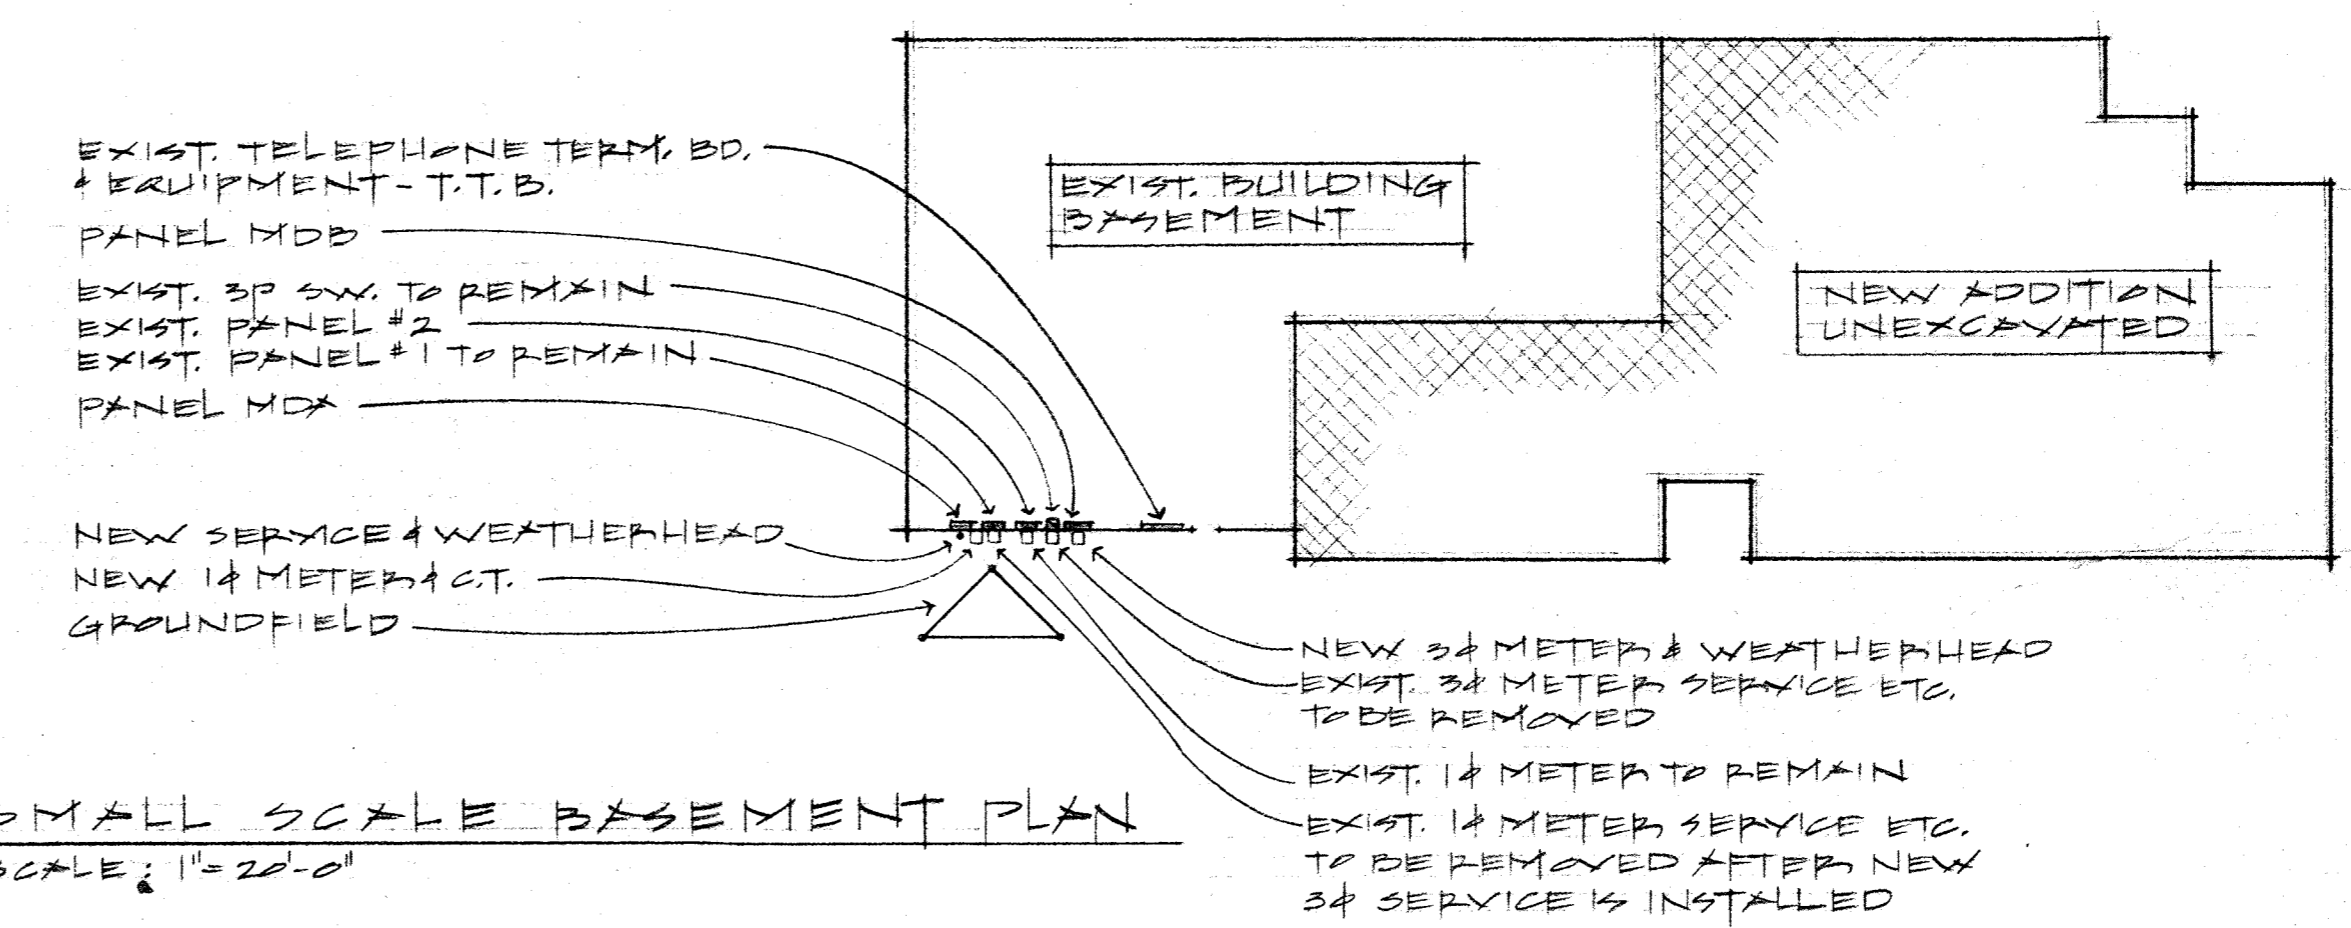 EXIST. TELEPHONE TERM. BD.
& EQUIPMENT - T.T.B.
PANEL MDB
EXIST. 3P SW. TO REMAIN
EXIST. PANEL #2
EXIST. PANEL #1 TO REMAIN
PANEL MDA
NEW SERVICE & WEATHERHEAD
NEW 1ϕ METER & C.T.
GROUNDFIELD
EXIST. BUILDING
BASEMENT
NEW ADDITION
UNEXCAVATED
NEW 3ϕ METER & WEATHERHEAD
EXIST. 3ϕ METER SERVICE ETC.
TO BE REMOVED
EXIST. 1ϕ METER TO REMAIN
EXIST. 1ϕ METER SERVICE ETC.
TO BE REMOVED AFTER NEW
3ϕ SERVICE IS INSTALLED
SMALL SCALE BASEMENT PLAN
SCALE: 1"=20'-0"